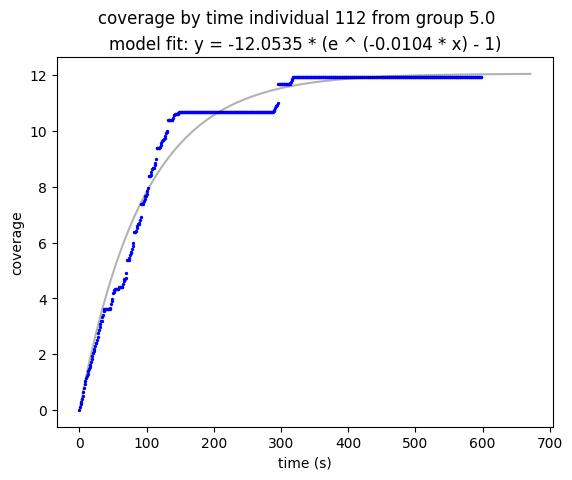 coverage by time individual 112 from group 5.0
model fit: y = -12.0535 * (e ^ (-0.0104 * x) - 1)
12
10
8
6
4
2
0
coverage
0 100 200 300 400 500 600 700
time (s)